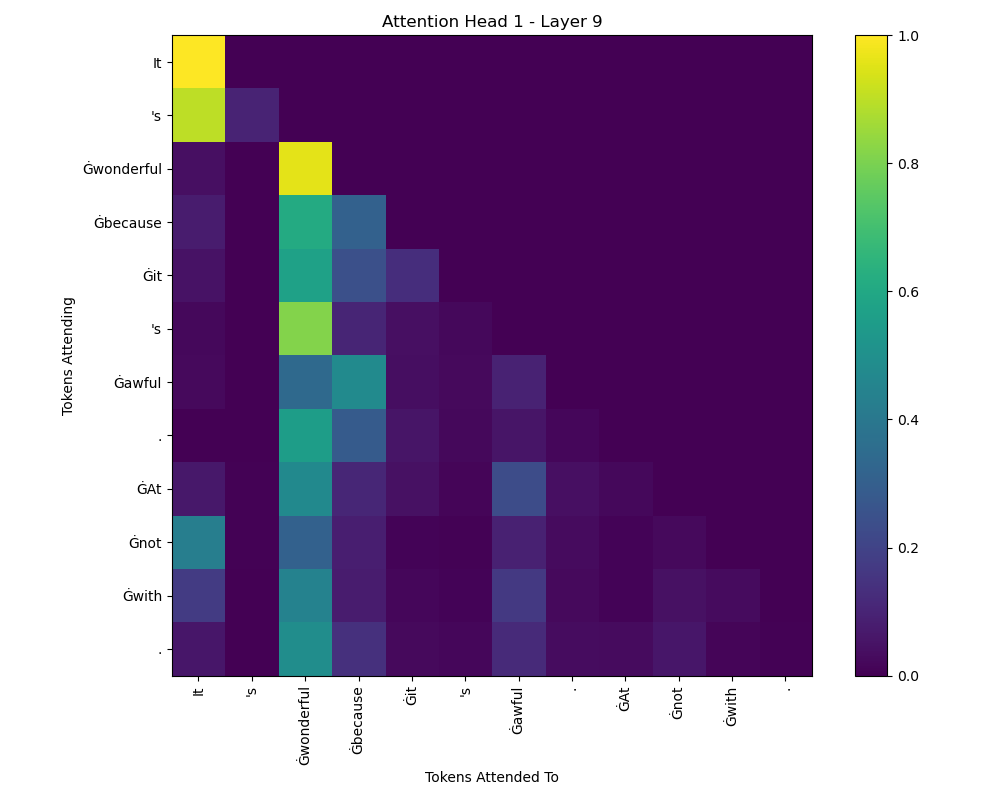 Attention Head 1 - Layer 9
It
's
Ġwonderful
Ġbecause
Ġit
's
Ġawful
.
ĠAt
Ġnot
Ġwith
.
Tokens Attending
It
's
Ġwonderful
Ġbecause
Ġit
's
Ġawful
.
ĠAt
Ġnot
Ġwith
.
Tokens Attended To
1.0
0.8
0.6
0.4
0.2
0.0